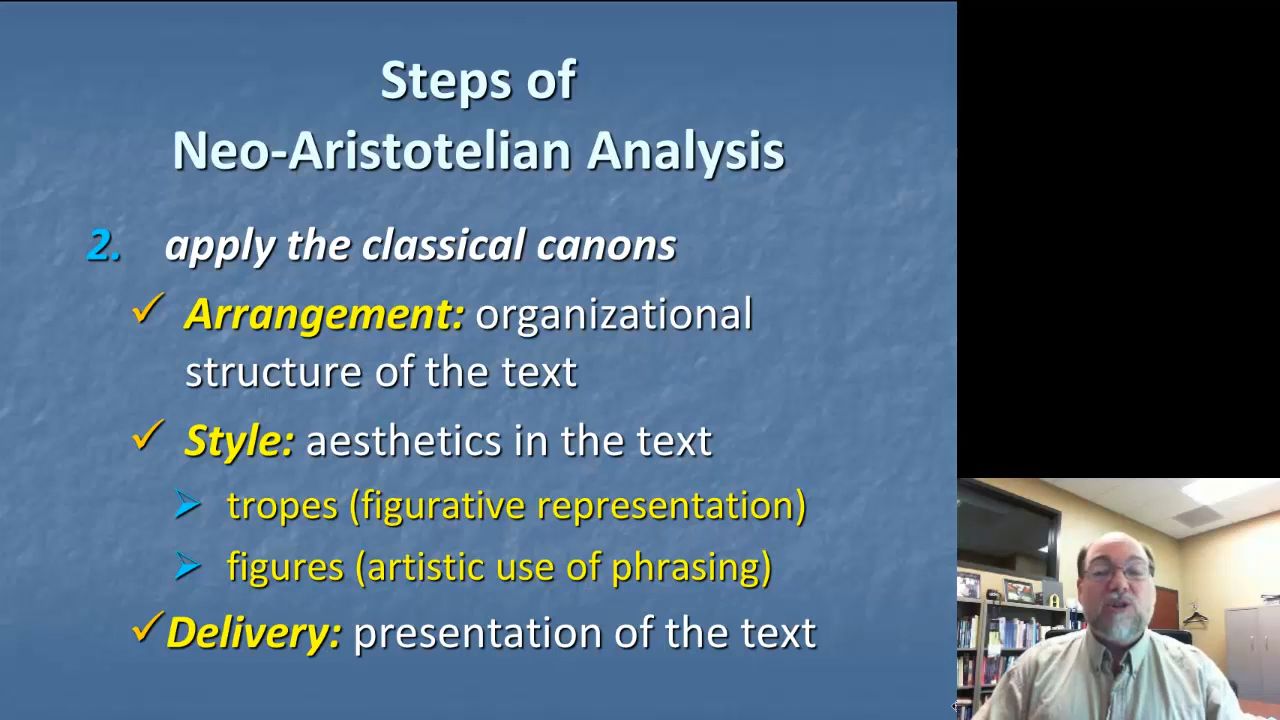 Steps of
Neo-Aristotelian Analysis
2. apply the classical canons
Arrangement: organizational
structure of the text
Style: aesthetics in the text
tropes (figurative representation)
figures (artistic use of phrasing)
Delivery: presentation of the text